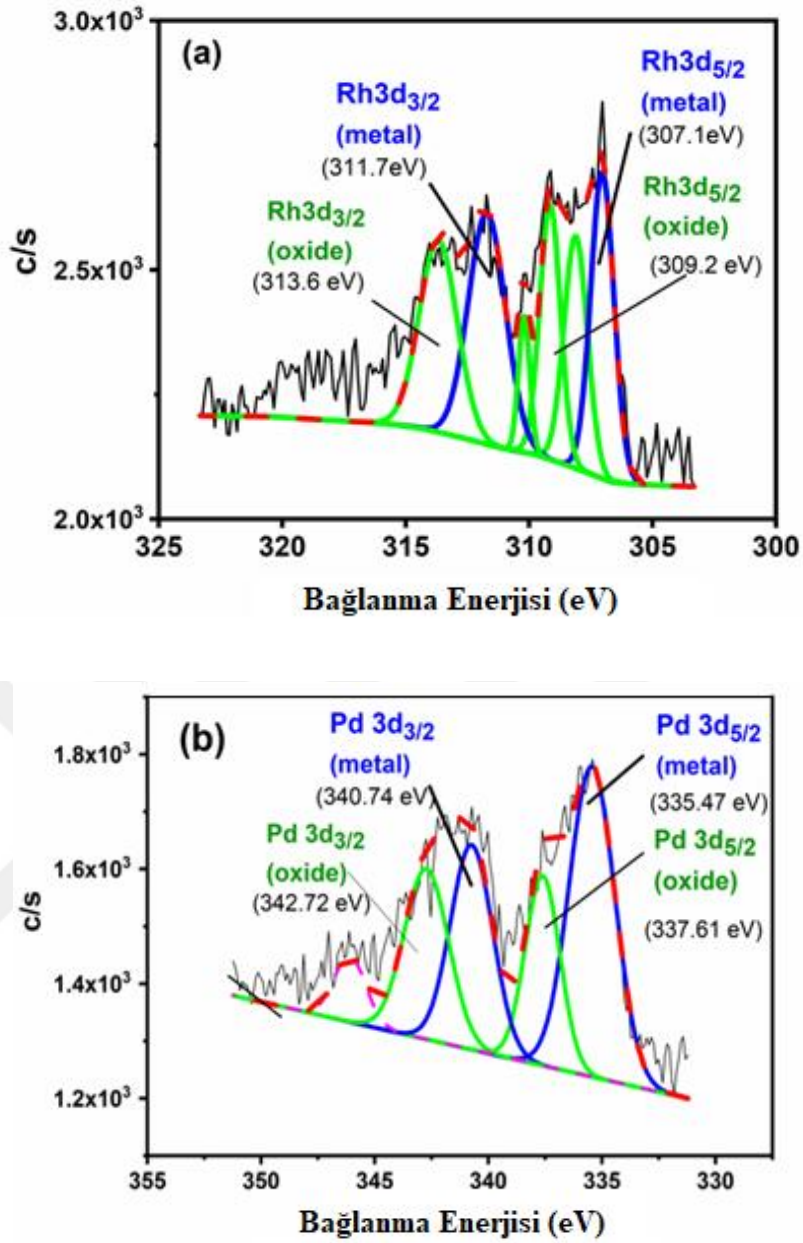 (a)
3.0x10³
2.5x10³
2.0x10³
c/s
Rh3d3/2
(metal)
(311.7eV)
Rh3d5/2
(metal)
(307.1eV)
Rh3d3/2
(oxide)
(313.6 eV)
Rh3d5/2
(oxide)
(309.2 eV)
325 320 315 310 305 300
Bağlanma Enerjisi (eV)
(b)
1.8x10³
1.6x10³
1.4x10³
1.2x10³
c/s
Pd 3d3/2
(metal)
(340.74 eV)
Pd 3d5/2
(metal)
(335.47 eV)
Pd 3d3/2
(oxide)
(342.72 eV)
Pd 3d5/2
(oxide)
(337.61 eV)
355 350 345 340 335 330
Bağlanma Enerjisi (eV)